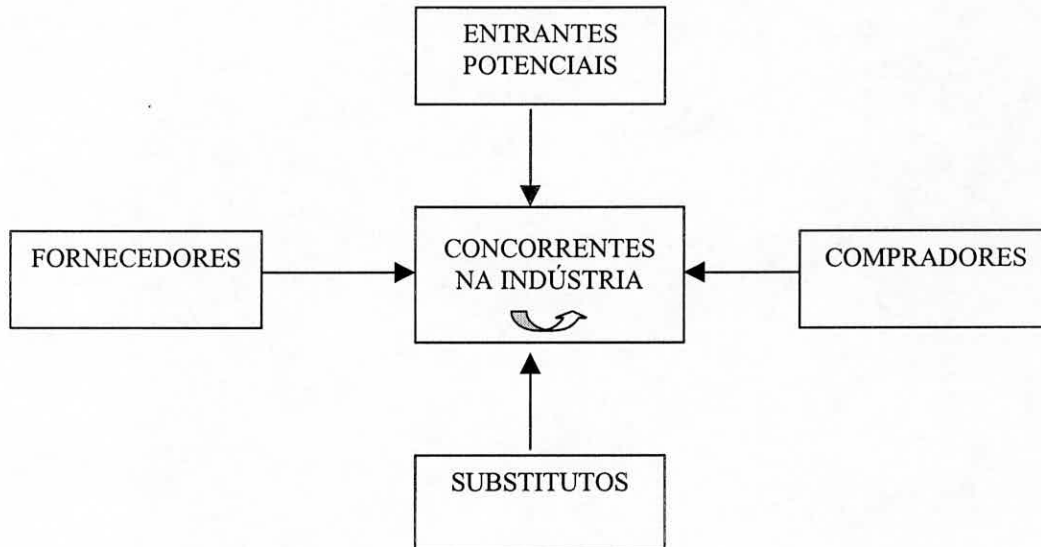 ENTRANTES
POTENCIAIS
FORNECEDORES
CONCORRENTES
NA INDÚSTRIA
COMPRADORES
SUBSTITUTOS